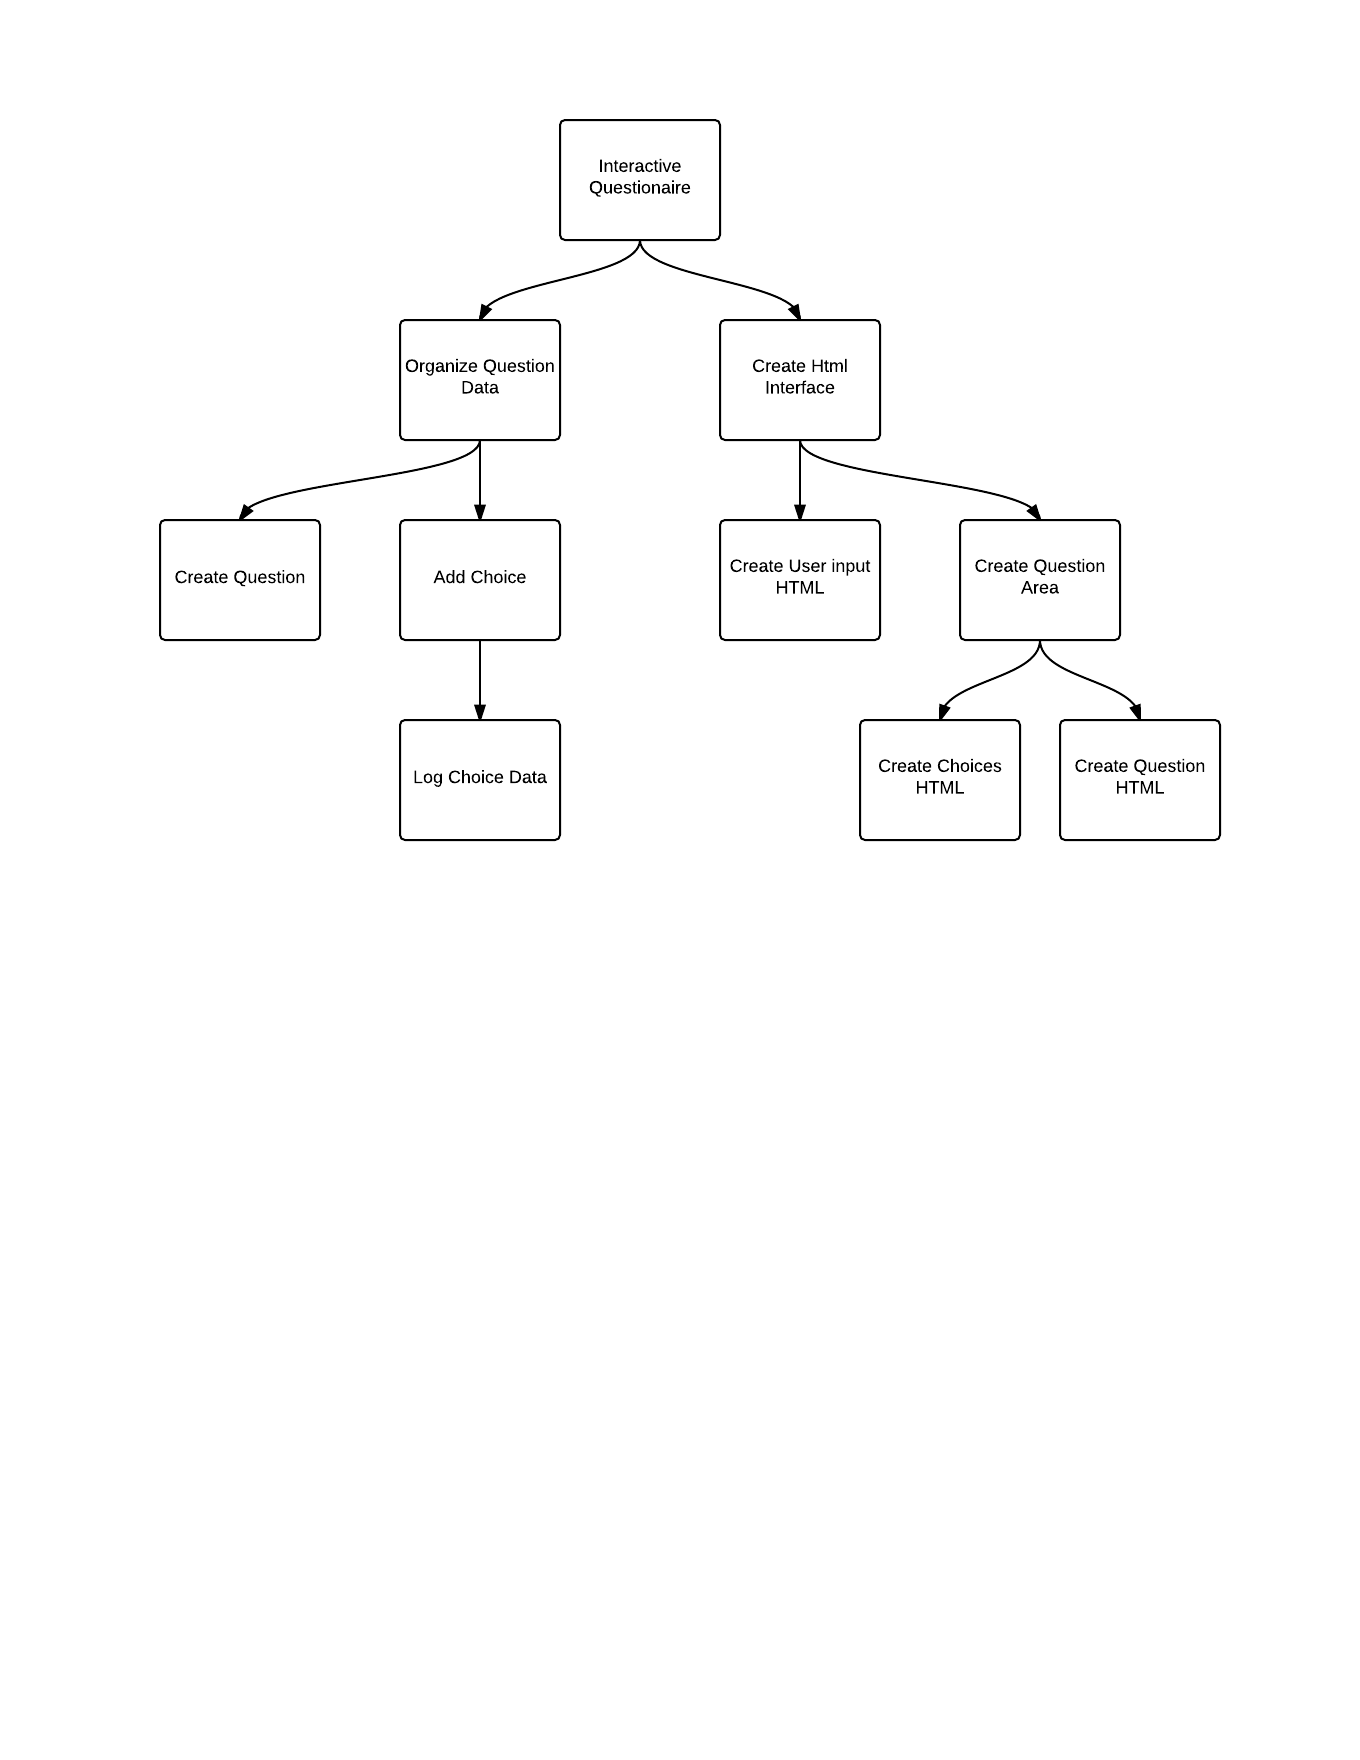 Interactive
Questionaire
Organize Question
Data
Create Html
Interface
Create Question
Add Choice
Create User input
HTML
Create Question
Area
Log Choice Data
Create Choices
HTML
Create Question
HTML